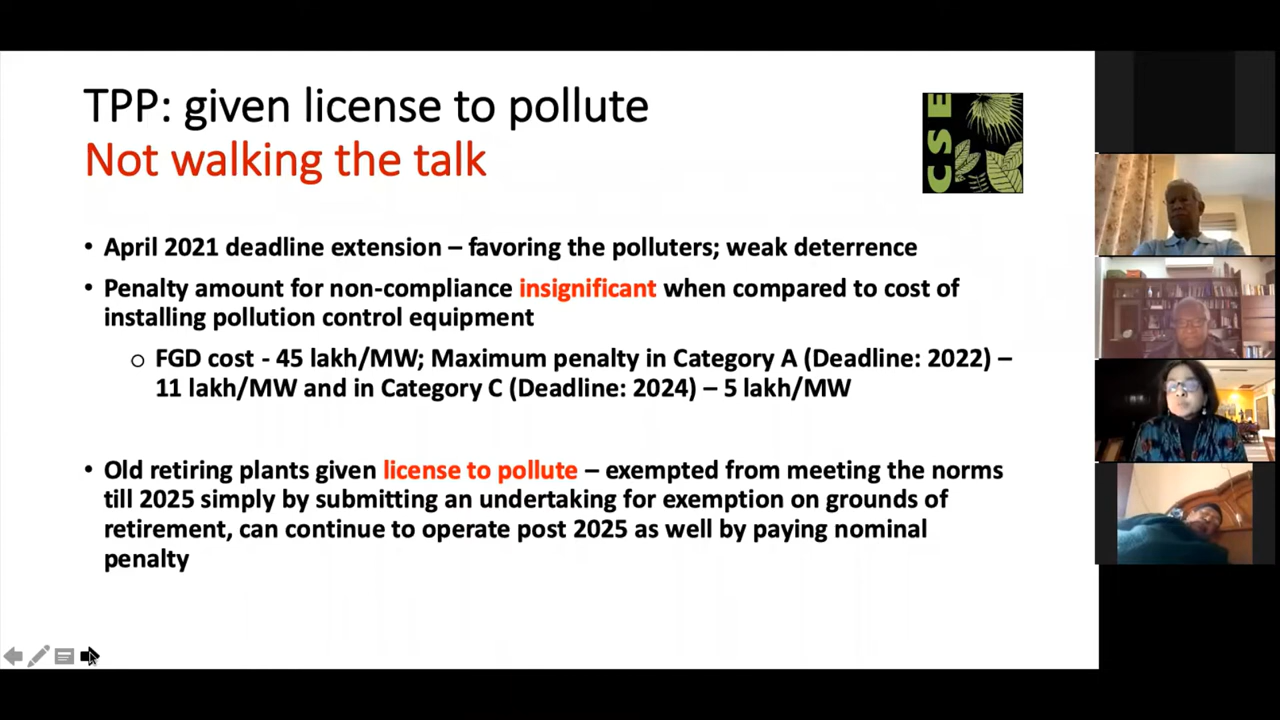 TPP: given license to pollute
Not walking the talk
CSE
• April 2021 deadline extension – favoring the polluters; weak deterrence
• Penalty amount for non-compliance insignificant when compared to cost of
installing pollution control equipment
o FGD cost - 45 lakh/MW; Maximum penalty in Category A (Deadline: 2022) –
11 lakh/MW and in Category C (Deadline: 2024) – 5 lakh/MW
• Old retiring plants given license to pollute – exempted from meeting the norms
till 2025 simply by submitting an undertaking for exemption on grounds of
retirement, can continue to operate post 2025 as well by paying nominal
penalty